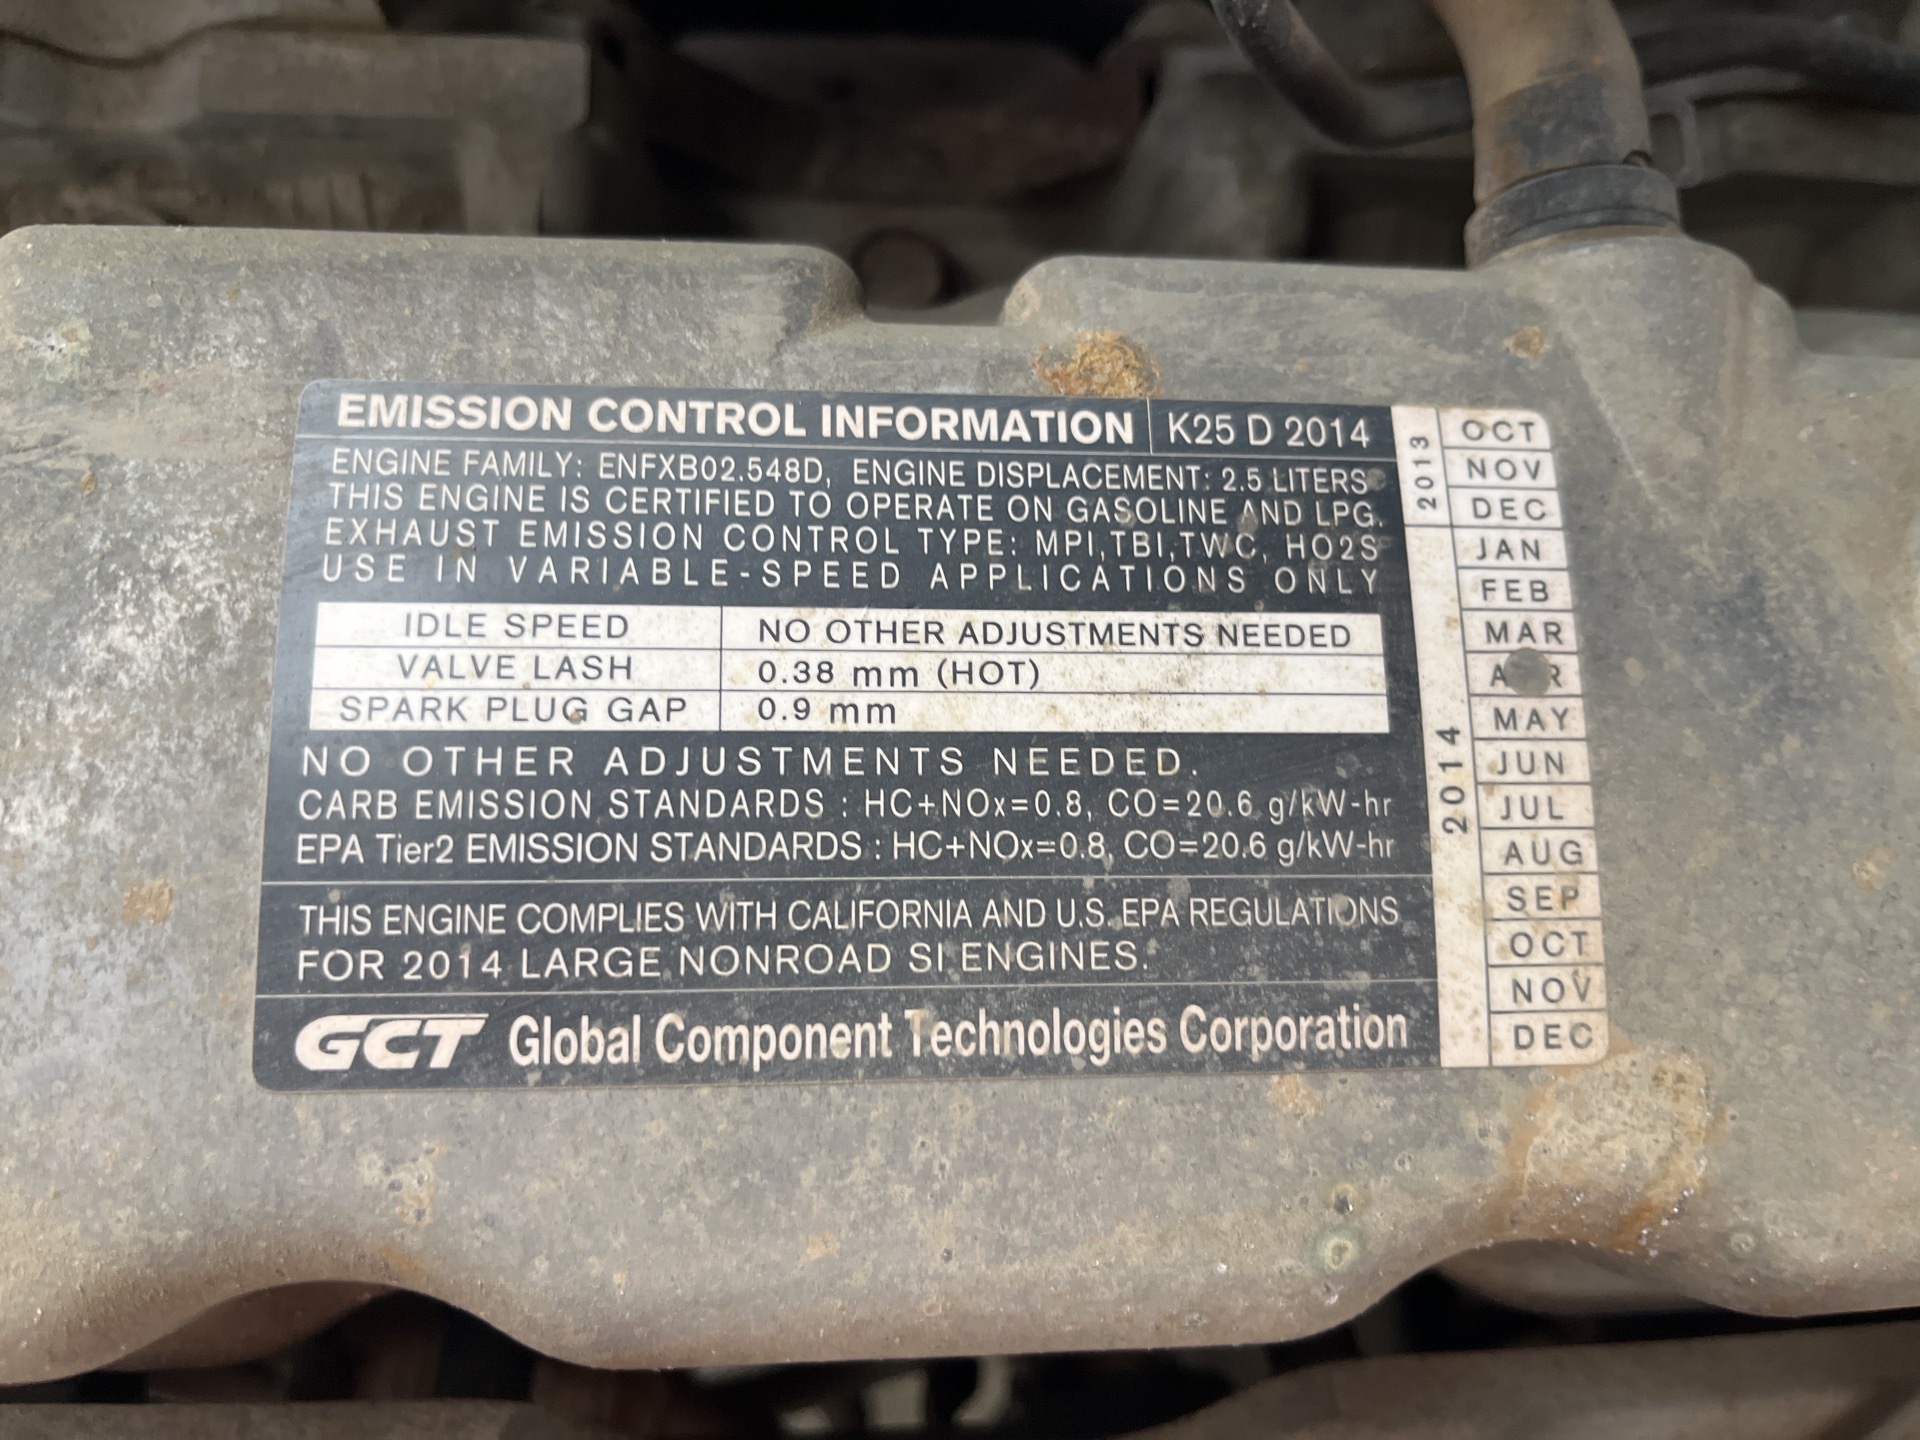 EMISSION CONTROL INFORMATION K25 D 2014
ENGINE FAMILY: ENFXB02.548D, ENGINE DISPLACEMENT: 2.5 LITERS
THIS ENGINE IS CERTIFIED TO OPERATE ON GASOLINE AND LPG.
EXHAUST EMISSION CONTROL TYPE: MPI,TBI,TWC, HO2S
USE IN VARIABLE-SPEED APPLICATIONS ONLY
IDLE SPEED NO OTHER ADJUSTMENTS NEEDED
VALVE LASH 0.38 mm (HOT)
SPARK PLUG GAP 0.9 mm
NO OTHER ADJUSTMENTS NEEDED.
CARB EMISSION STANDARDS : HC+NOx=0.8, CO=20.6 g/kW-hr
EPA Tier2 EMISSION STANDARDS : HC+NOx=0.8, CO=20.6 g/kW-hr
THIS ENGINE COMPLIES WITH CALIFORNIA AND U.S. EPA REGULATIONS
FOR 2014 LARGE NONROAD SI ENGINES.
GCT Global Component Technologies Corporation
2013
OCT
NOV
DEC
2014
JAN
FEB
MAR
APR
MAY
JUN
JUL
AUG
SEP
OCT
NOV
DEC